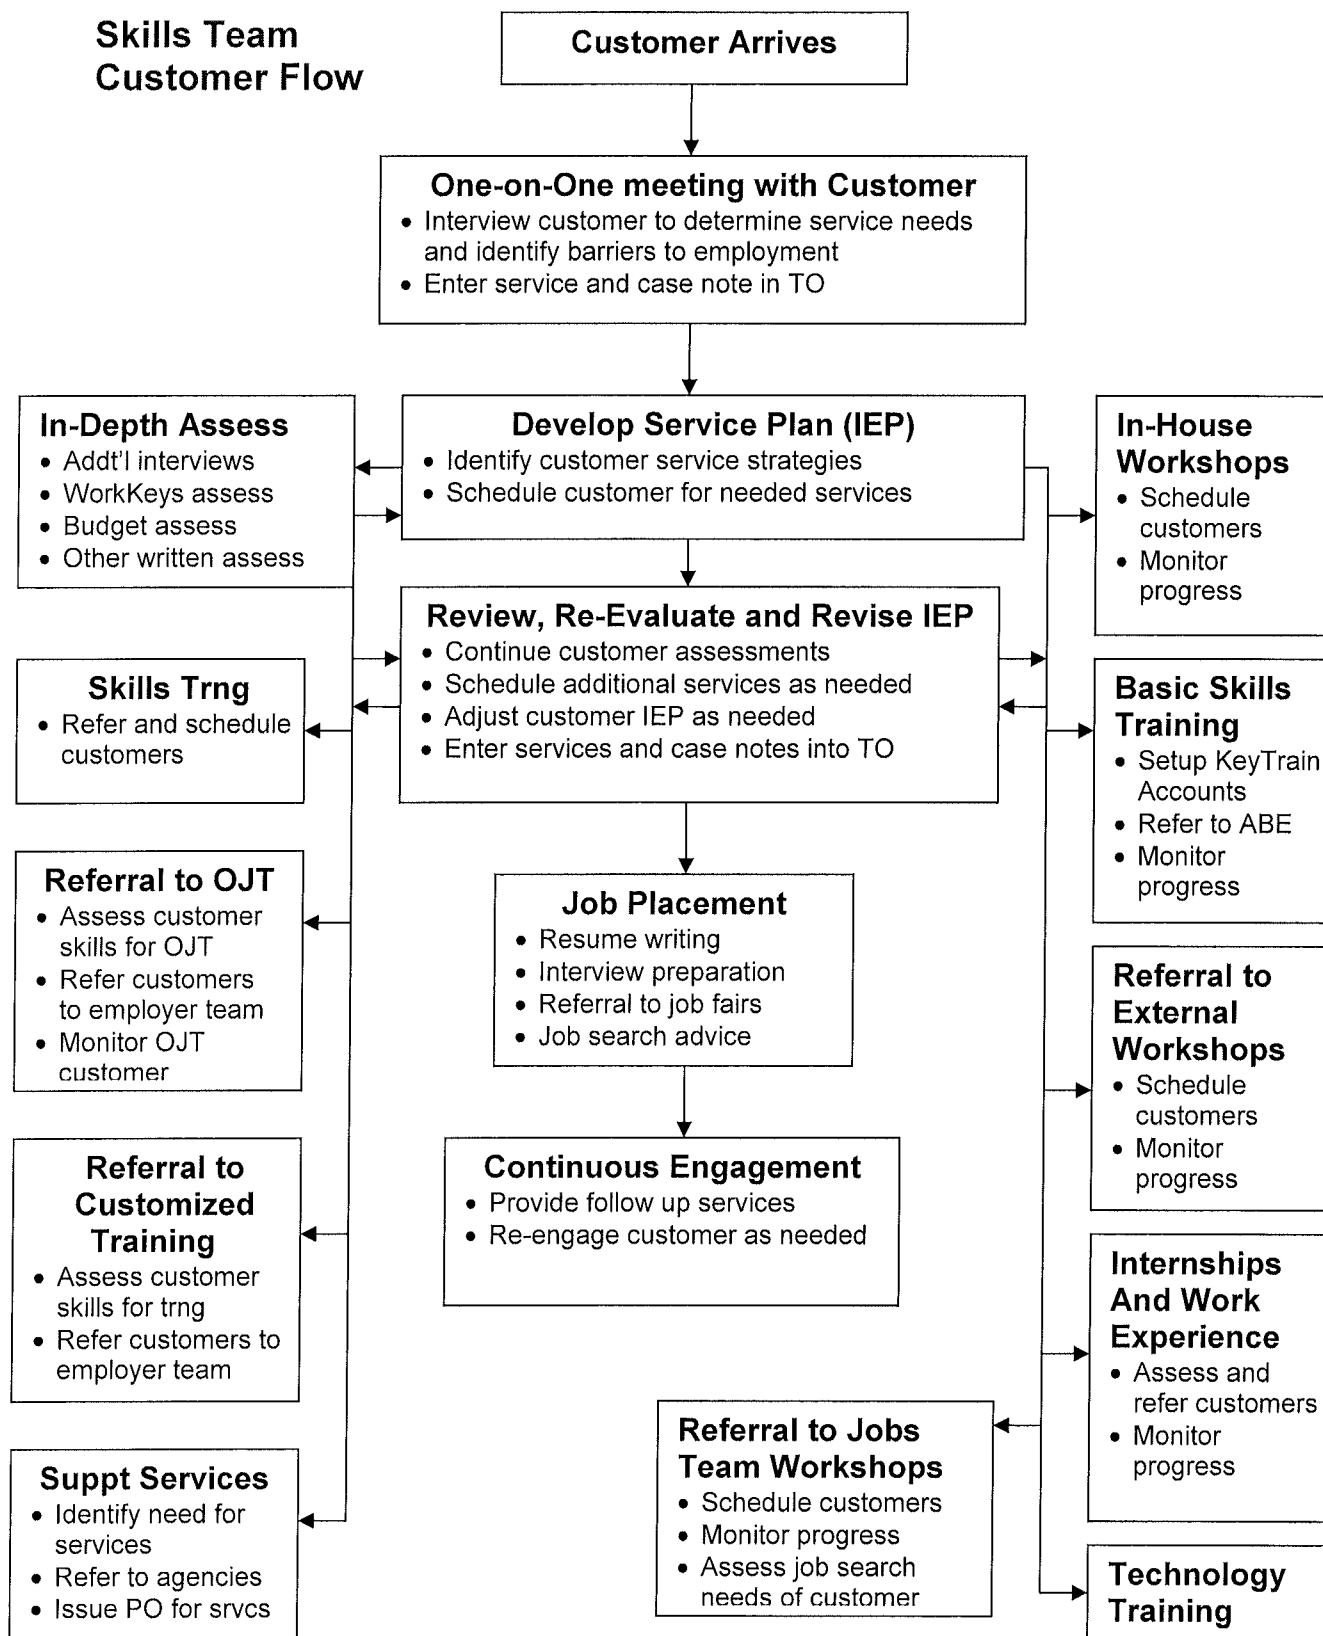 Skills Team
Customer Flow
Customer Arrives
One-on-One meeting with Customer
• Interview customer to determine service needs
and identify barriers to employment
• Enter service and case note in TO
In-Depth Assess
• Addt'l interviews
• WorkKeys assess
• Budget assess
• Other written assess
Develop Service Plan (IEP)
• Identify customer service strategies
• Schedule customer for needed services
In-House
Workshops
• Schedule
customers
• Monitor
progress
Review, Re-Evaluate and Revise IEP
• Continue customer assessments
• Schedule additional services as needed
• Adjust customer IEP as needed
• Enter services and case notes into TO
Skills Trng
• Refer and schedule
customers
Basic Skills
Training
• Setup KeyTrain
Accounts
• Refer to ABE
• Monitor
progress
Referral to OJT
• Assess customer
skills for OJT
• Refer customers
to employer team
• Monitor OJT
customer
Job Placement
• Resume writing
• Interview preparation
• Referral to job fairs
• Job search advice
Referral to
External
Workshops
• Schedule
customers
• Monitor
progress
Referral to
Customized
Training
• Assess customer
skills for trng
• Refer customers to
employer team
Continuous Engagement
• Provide follow up services
• Re-engage customer as needed
Internships
And Work
Experience
• Assess and
refer customers
• Monitor
progress
Suppt Services
• Identify need for
services
• Refer to agencies
• Issue PO for srvcs
Referral to Jobs
Team Workshops
• Schedule customers
• Monitor progress
• Assess job search
needs of customer
Technology
Training